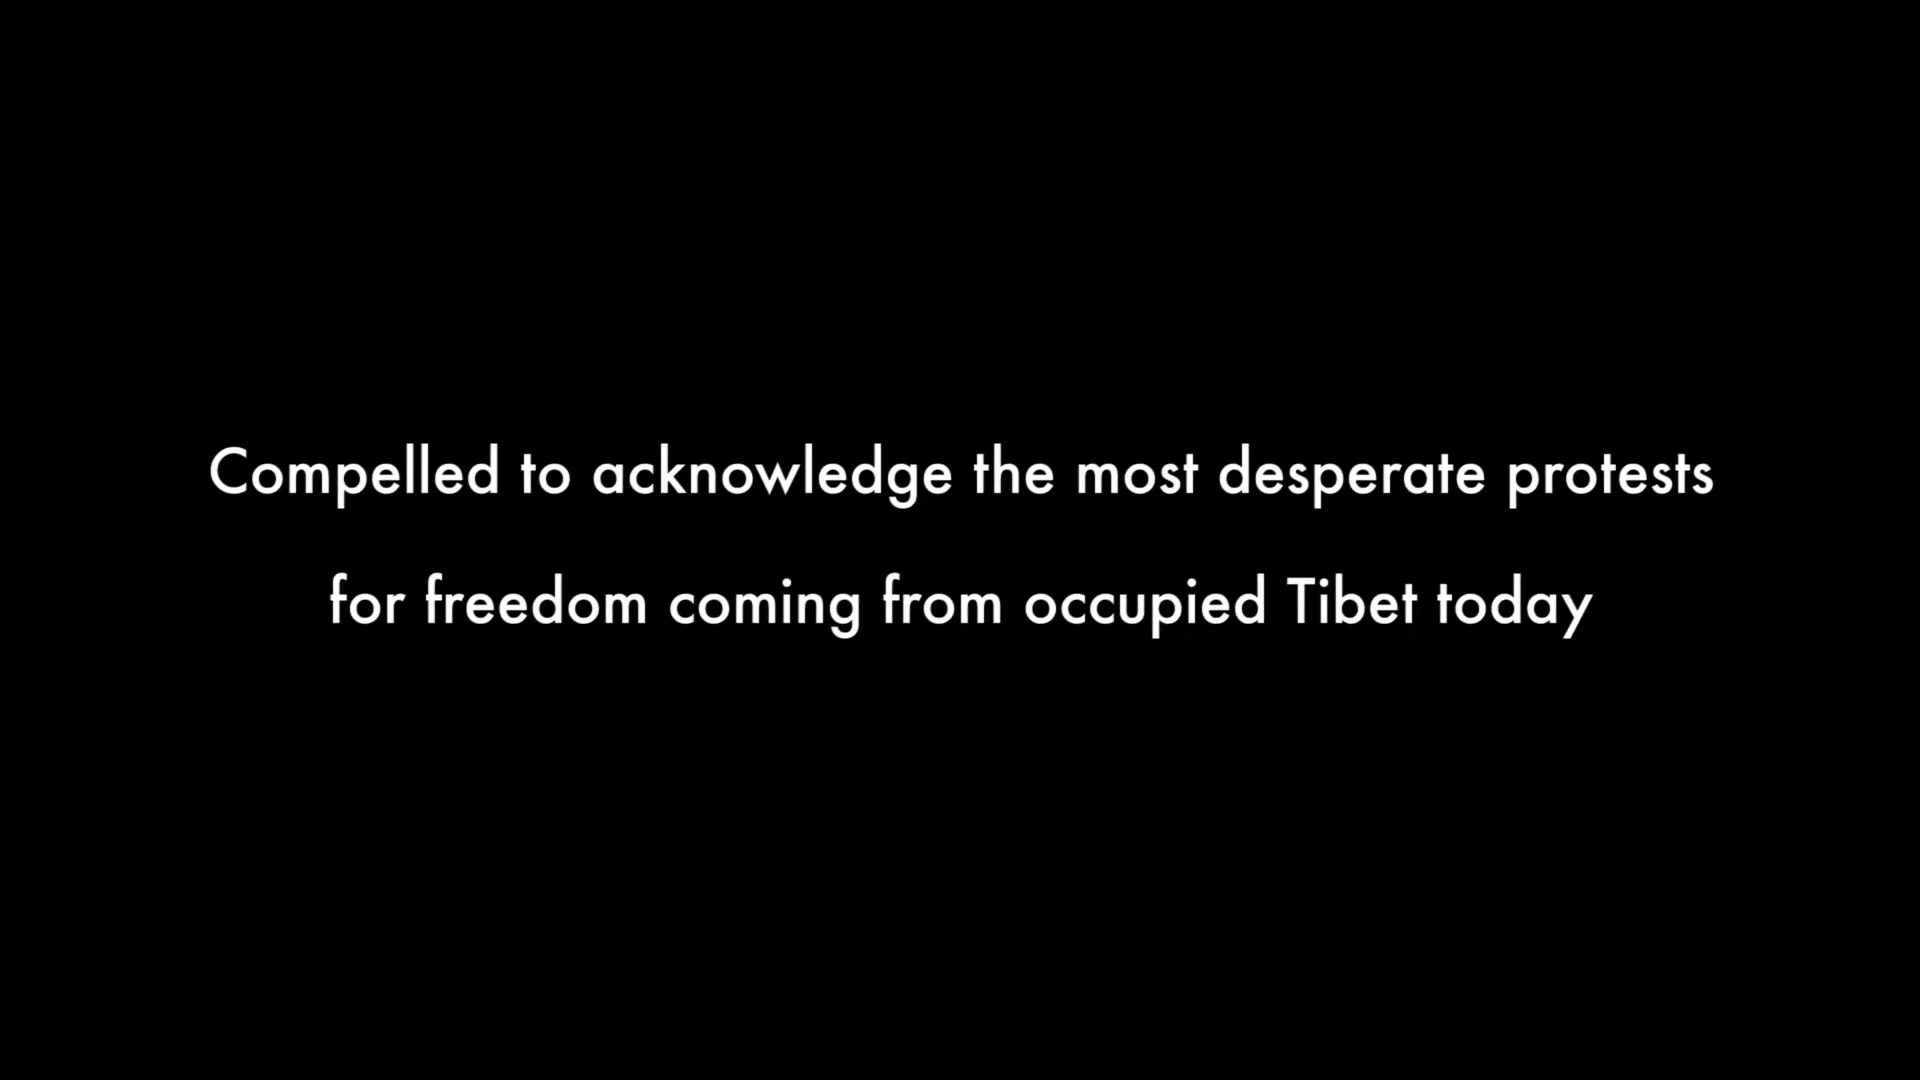 Compelled to acknowledge the most desperate protests
for freedom coming from occupied Tibet today